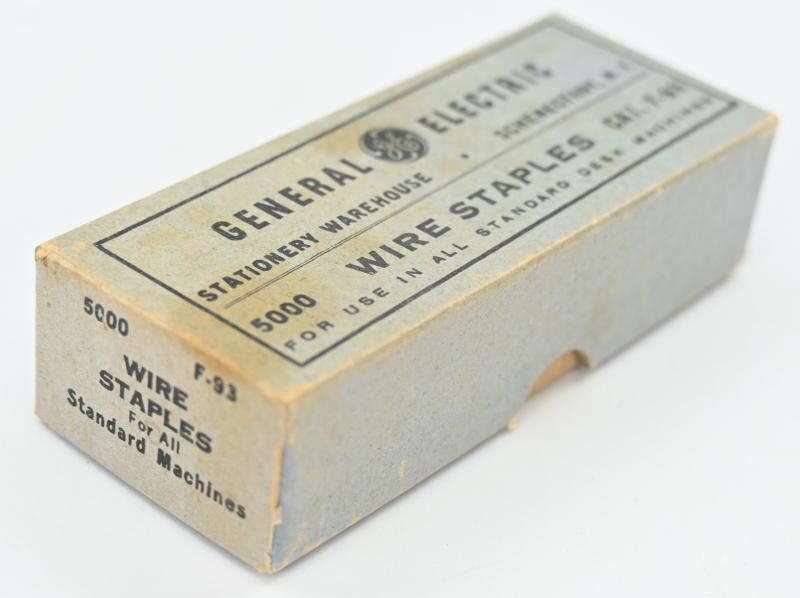 GENERAL GE ELECTRIC
STATIONERY WAREHOUSE • SCHENECTADY, N.Y.
5000 WIRE STAPLES CAT. F-93
FOR USE IN ALL STANDARD DESK MACHINES
5000 F-93
WIRE
STAPLES
For All
Standard Machines